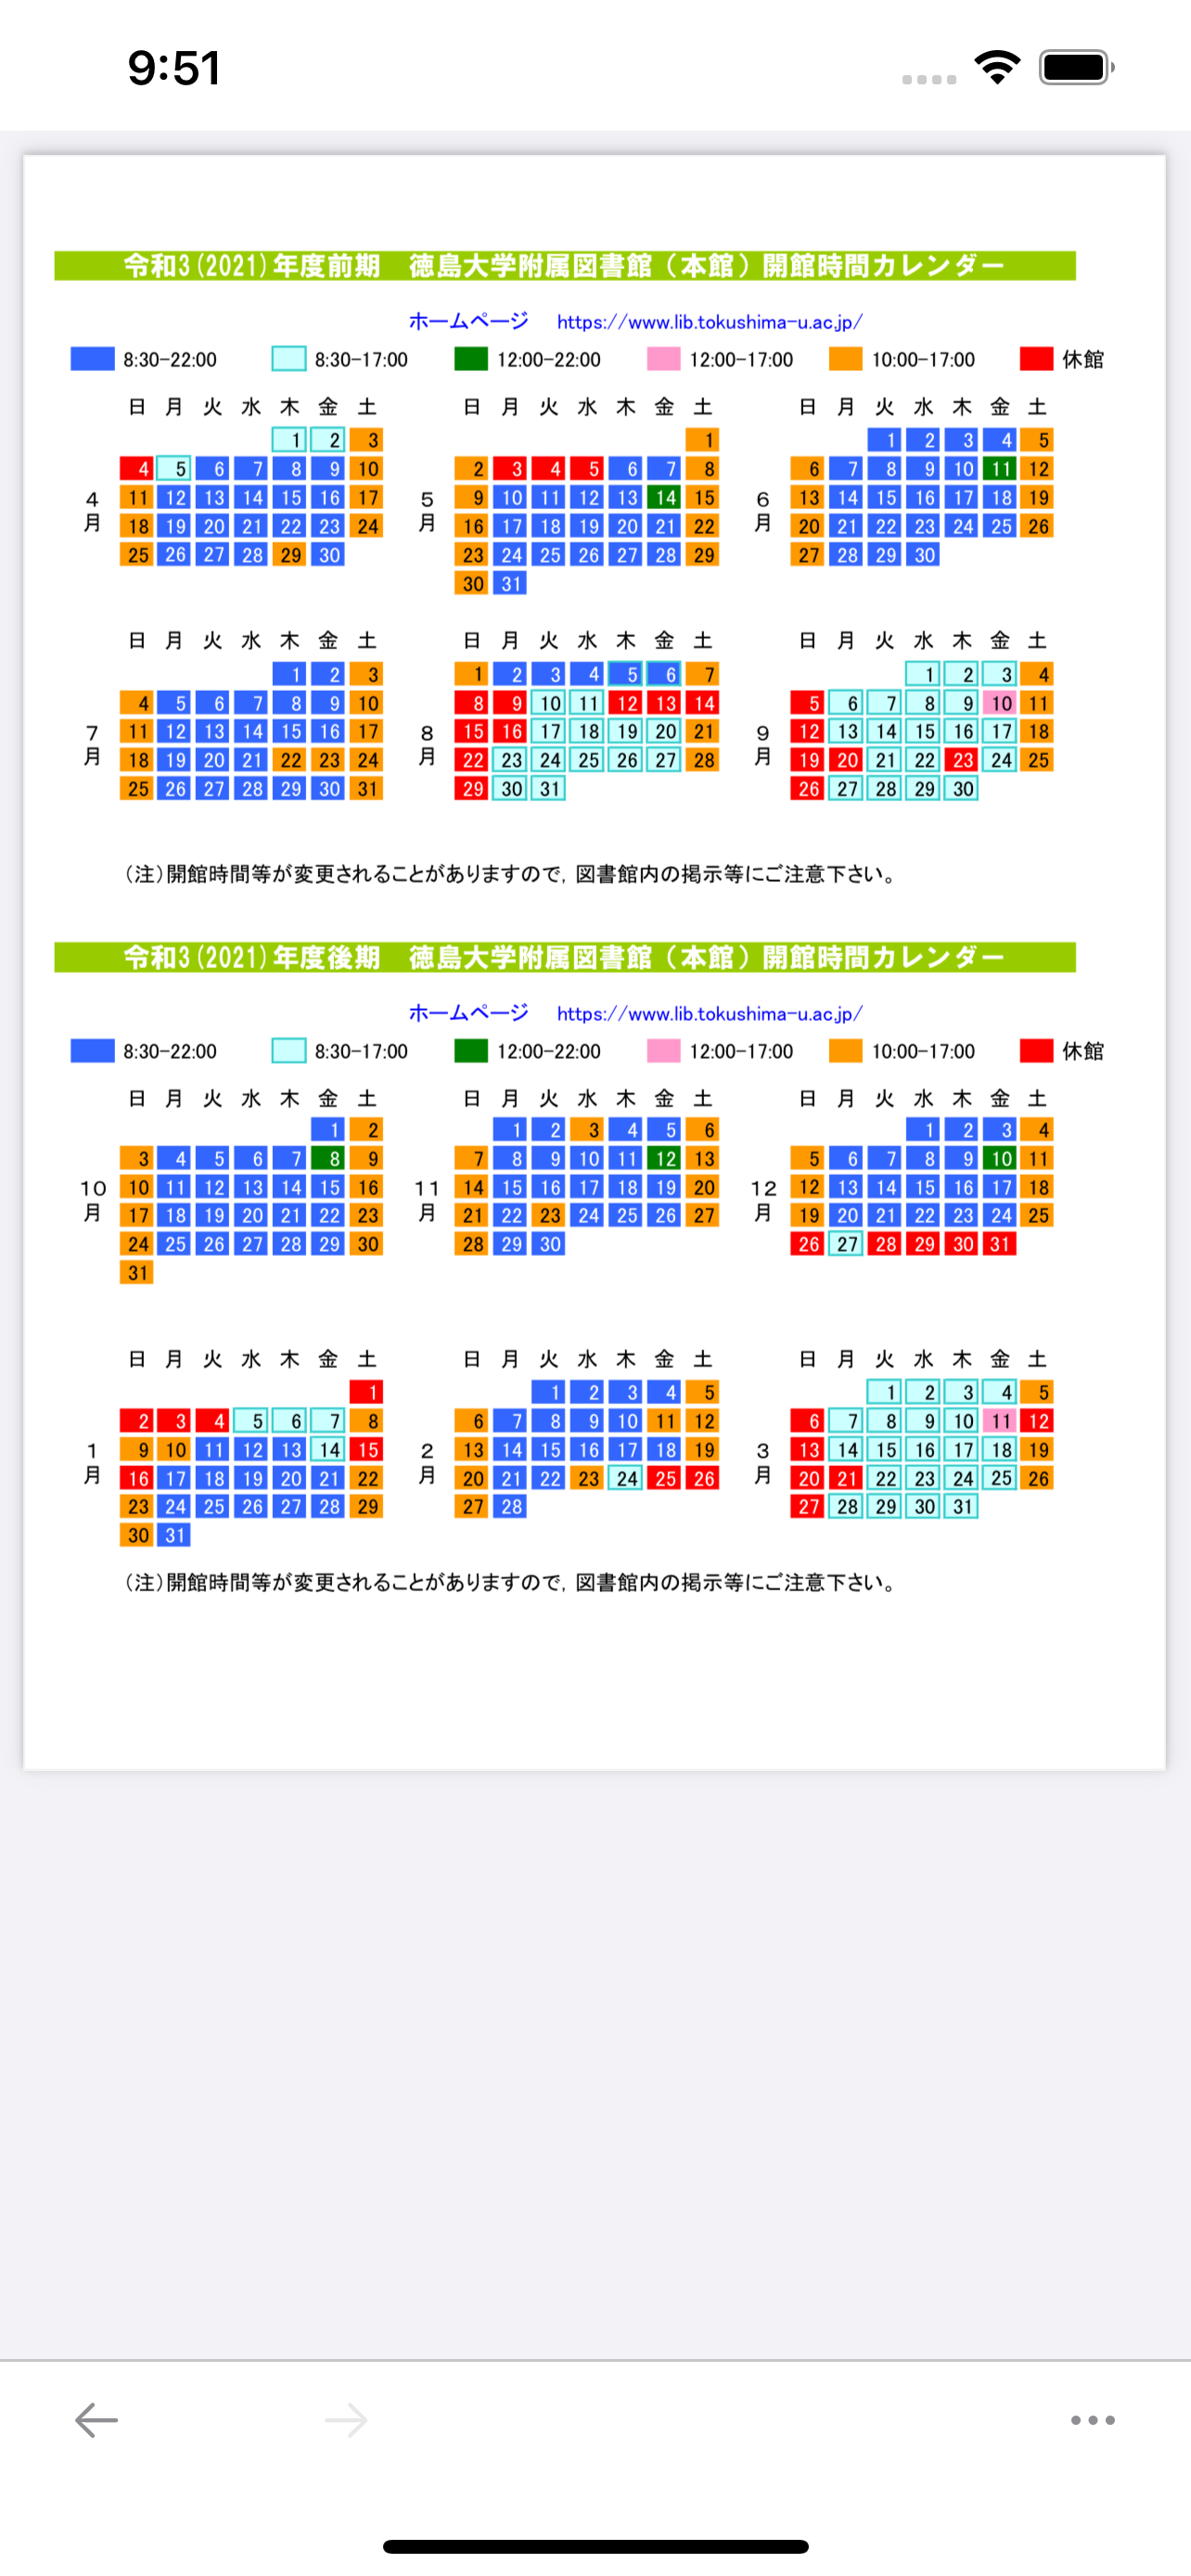 9:51
令和3(2021)年度前期　徳島大学附属図書館（本館）開館時間カレンダー
ホームページ　https://www.lib.tokushima-u.ac.jp/
8:30-22:00 8:30-17:00 12:00-22:00 12:00-17:00 10:00-17:00 休館
4月
日 月 火 水 木 金 土
1 2 3
4 5 6 7 8 9 10
11 12 13 14 15 16 17
18 19 20 21 22 23 24
25 26 27 28 29 30
5月
日 月 火 水 木 金 土
1
2 3 4 5 6 7 8
9 10 11 12 13 14 15
16 17 18 19 20 21 22
23 24 25 26 27 28 29
30 31
6月
日 月 火 水 木 金 土
1 2 3 4 5
6 7 8 9 10 11 12
13 14 15 16 17 18 19
20 21 22 23 24 25 26
27 28 29 30
7月
日 月 火 水 木 金 土
1 2 3
4 5 6 7 8 9 10
11 12 13 14 15 16 17
18 19 20 21 22 23 24
25 26 27 28 29 30 31
8月
日 月 火 水 木 金 土
1 2 3 4 5 6 7
8 9 10 11 12 13 14
15 16 17 18 19 20 21
22 23 24 25 26 27 28
29 30 31
9月
日 月 火 水 木 金 土
1 2 3 4
5 6 7 8 9 10 11
12 13 14 15 16 17 18
19 20 21 22 23 24 25
26 27 28 29 30
（注）開館時間等が変更されることがありますので，図書館内の掲示等にご注意下さい。
令和3(2021)年度後期　徳島大学附属図書館（本館）開館時間カレンダー
ホームページ　https://www.lib.tokushima-u.ac.jp/
8:30-22:00 8:30-17:00 12:00-22:00 12:00-17:00 10:00-17:00 休館
10月
日 月 火 水 木 金 土
1 2
3 4 5 6 7 8 9
10 11 12 13 14 15 16
17 18 19 20 21 22 23
24 25 26 27 28 29 30
31
11月
日 月 火 水 木 金 土
1 2 3 4 5 6
7 8 9 10 11 12 13
14 15 16 17 18 19 20
21 22 23 24 25 26 27
28 29 30
12月
日 月 火 水 木 金 土
1 2 3 4
5 6 7 8 9 10 11
12 13 14 15 16 17 18
19 20 21 22 23 24 25
26 27 28 29 30 31
1月
日 月 火 水 木 金 土
1
2 3 4 5 6 7 8
9 10 11 12 13 14 15
16 17 18 19 20 21 22
23 24 25 26 27 28 29
30 31
2月
日 月 火 水 木 金 土
1 2 3 4 5
6 7 8 9 10 11 12
13 14 15 16 17 18 19
20 21 22 23 24 25 26
27 28
3月
日 月 火 水 木 金 土
1 2 3 4 5
6 7 8 9 10 11 12
13 14 15 16 17 18 19
20 21 22 23 24 25 26
27 28 29 30 31
（注）開館時間等が変更されることがありますので，図書館内の掲示等にご注意下さい。